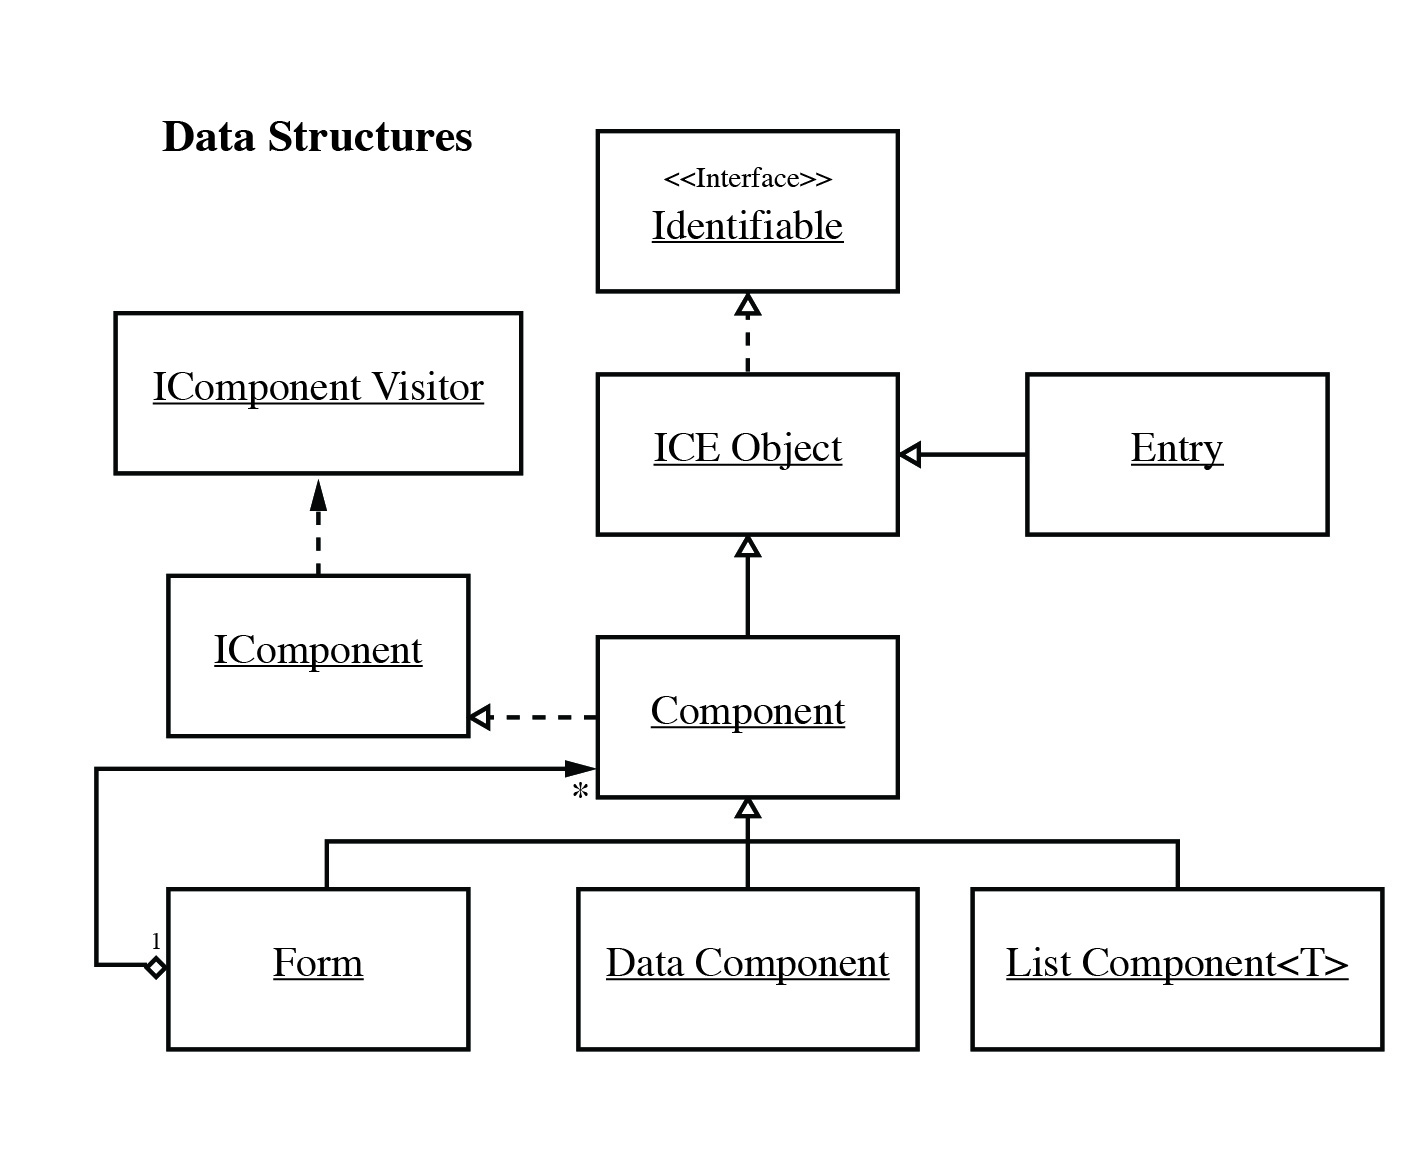 Data Structures
<<Interface>>
Identifiable
IComponent Visitor
ICE Object
Entry
IComponent
Component
*
1
Form
Data Component
List Component<T>